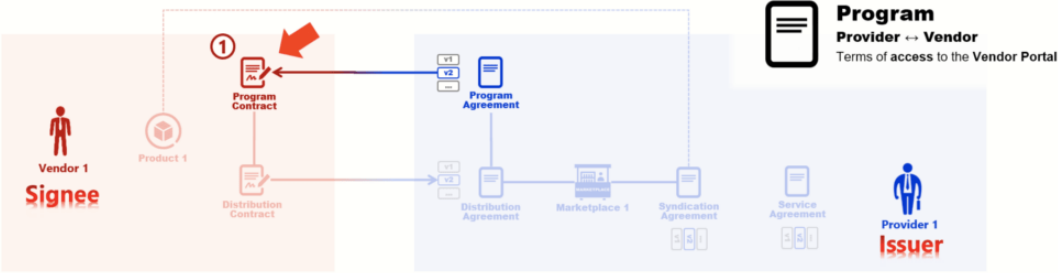 Program
Provider ↔ Vendor
Terms of access to the Vendor Portal
1
v1
v2
...
Program
Contract
Program
Agreement
Vendor 1
Signee
Product 1
v1
v2
...
Distribution
Contract
Distribution
Agreement
MARKETPLACE
Marketplace 1
Syndication
Agreement
Service
Agreement
Provider 1
Issuer